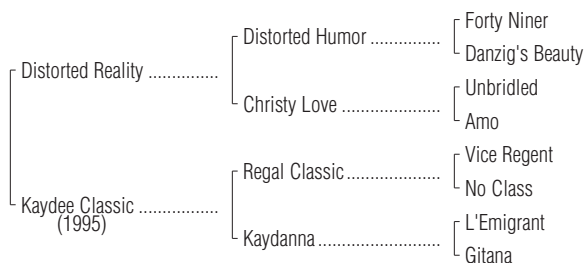 Forty Niner
Distorted Humor ................
Danzig's Beauty
Distorted Reality ................
Unbridled
Christy Love ......................
Amo
Vice Regent
Regal Classic .....................
No Class
Kaydee Classic ..................
(1995)
L'Emigrant
Kaydanna ...........................
Gitana